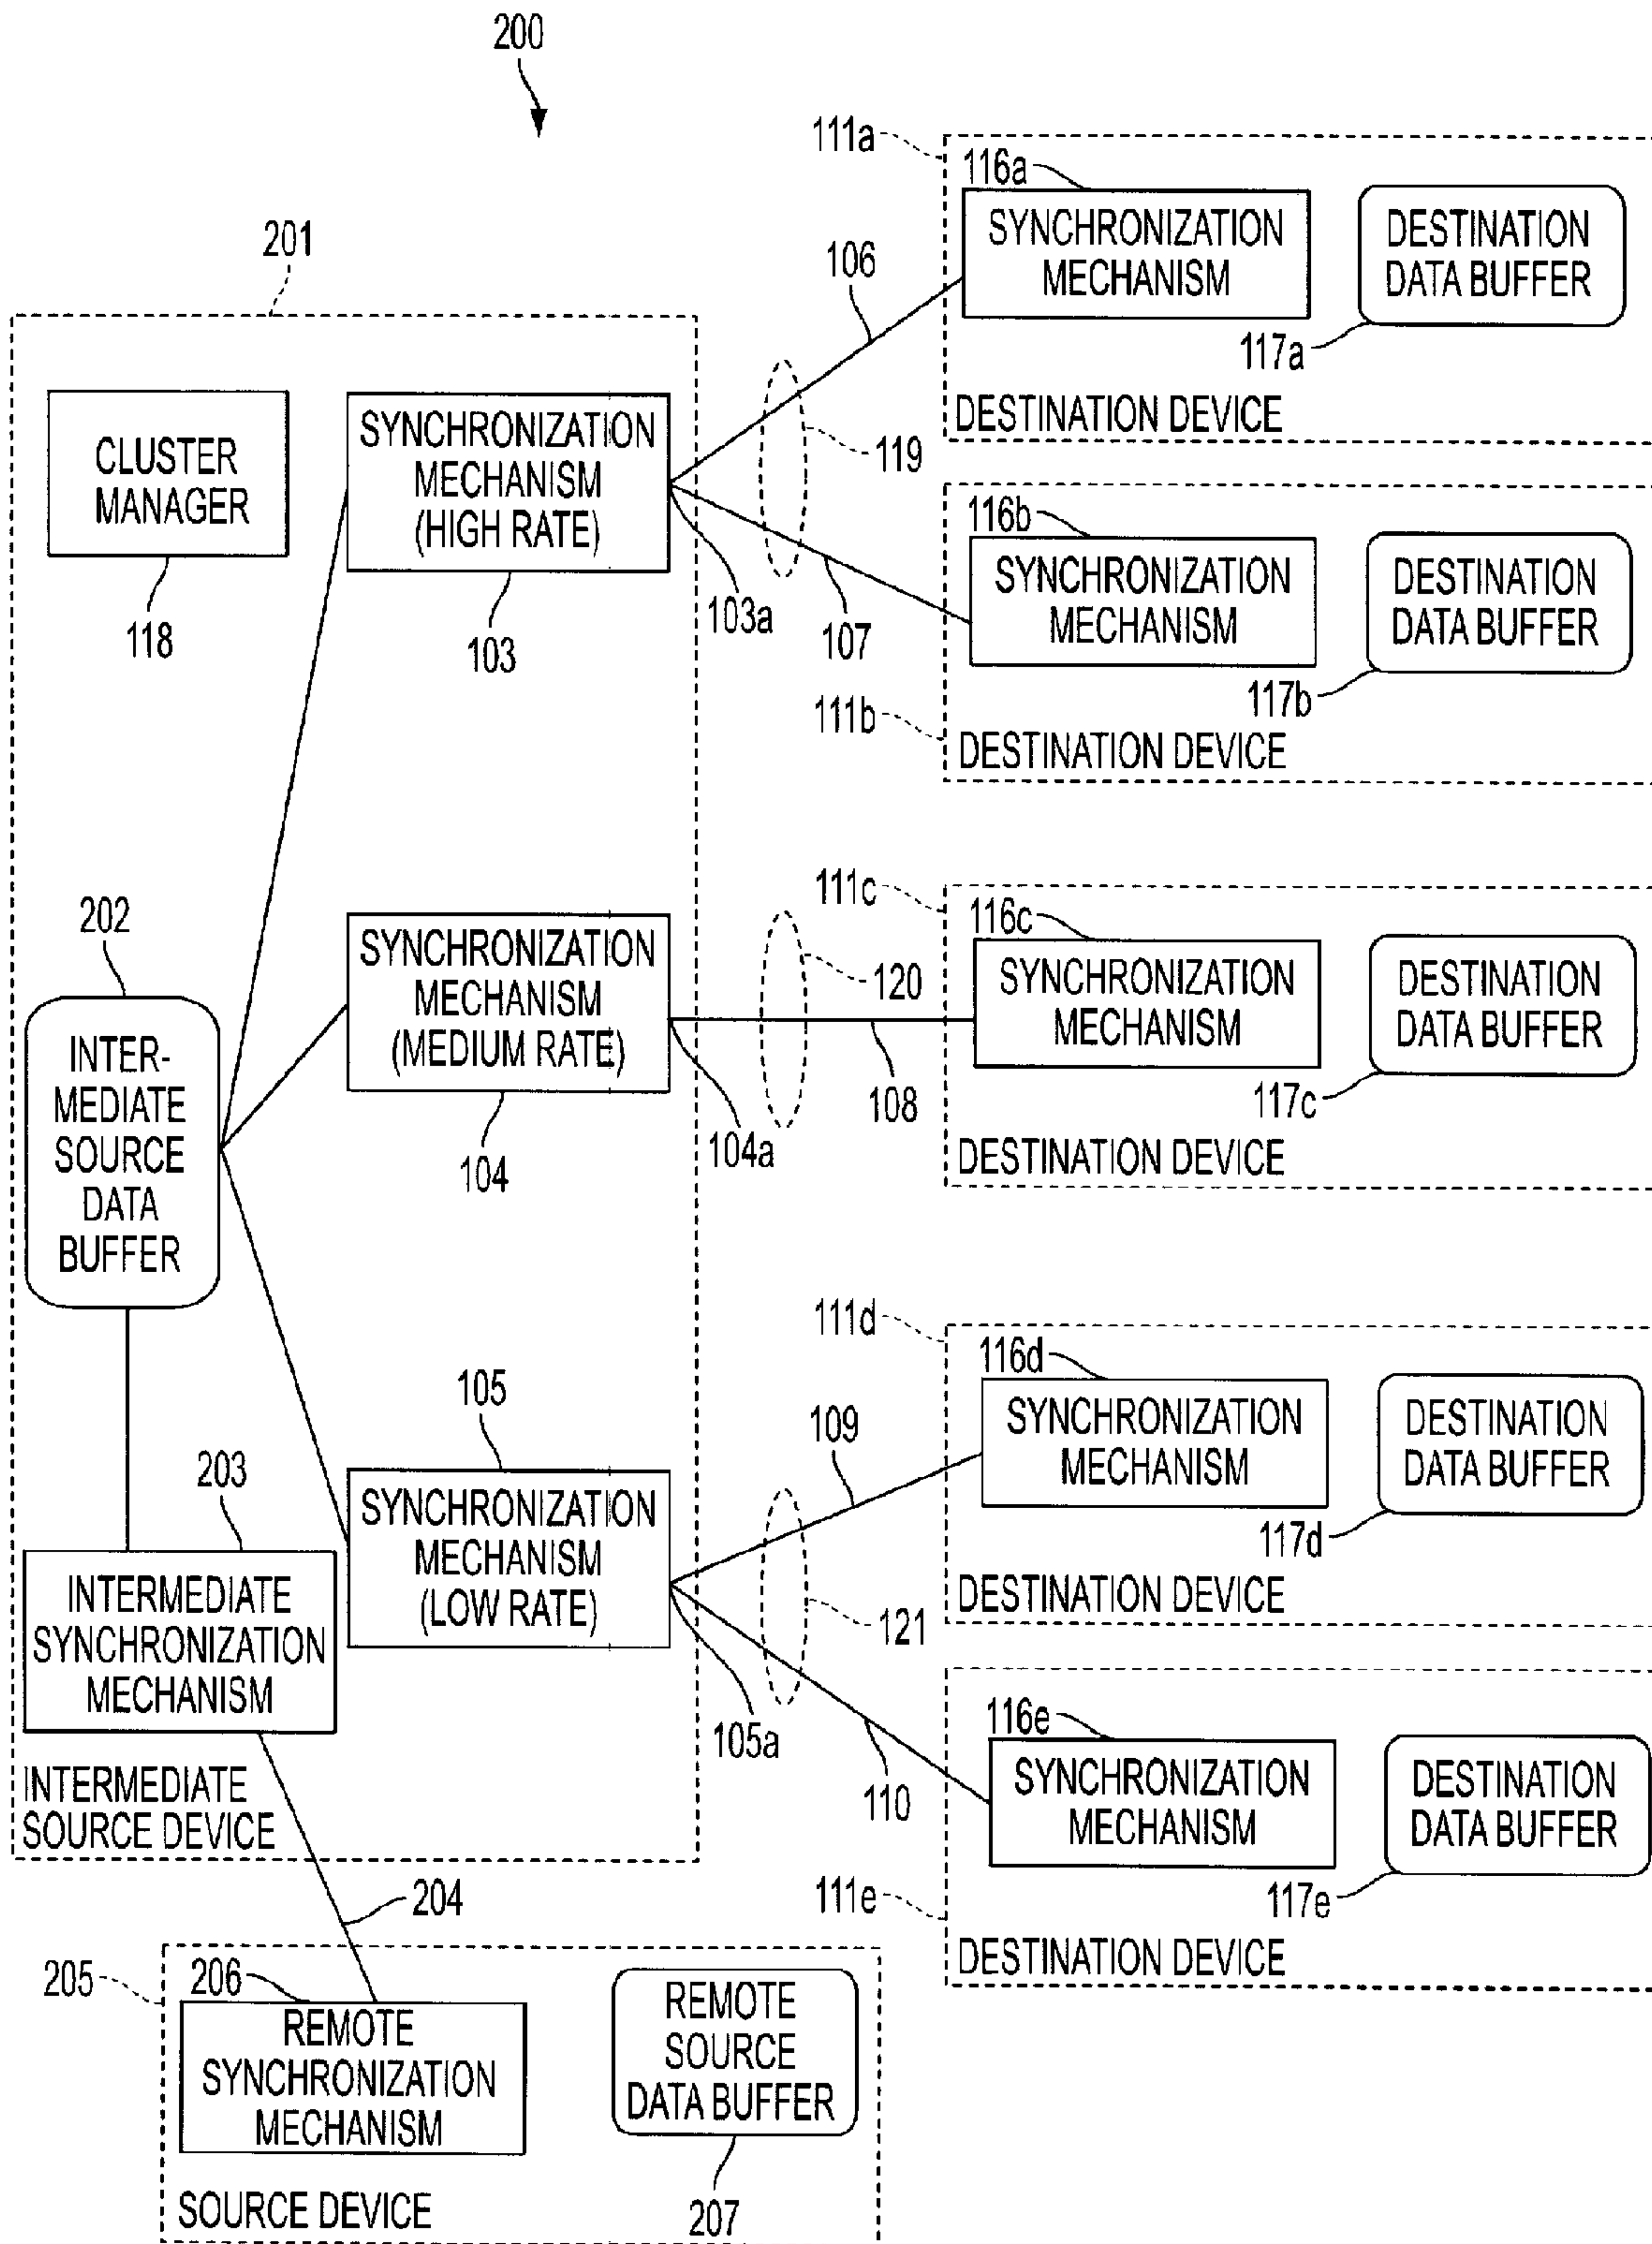 200
111a
116a
SYNCHRONIZATION
MECHANISM
DESTINATION
DATA BUFFER
117a
DESTINATION DEVICE
201
106
CLUSTER
MANAGER
118
SYNCHRONIZATION
MECHANISM
(HIGH RATE)
103
103a
119
107
116b
SYNCHRONIZATION
MECHANISM
DESTINATION
DATA BUFFER
117b
111b
DESTINATION DEVICE
202
INTER-
MEDIATE
SOURCE
DATA
BUFFER
SYNCHRONIZATION
MECHANISM
(MEDIUM RATE)
104
104a
120
108
111c
116c
SYNCHRONIZATION
MECHANISM
DESTINATION
DATA BUFFER
117c
DESTINATION DEVICE
105
SYNCHRONIZATION
MECHANISM
(LOW RATE)
105a
109
121
110
111d
116d
SYNCHRONIZATION
MECHANISM
DESTINATION
DATA BUFFER
117d
DESTINATION DEVICE
203
INTERMEDIATE
SYNCHRONIZATION
MECHANISM
INTERMEDIATE
SOURCE DEVICE
116e
SYNCHRONIZATION
MECHANISM
DESTINATION
DATA BUFFER
117e
111e
DESTINATION DEVICE
204
205
206
REMOTE
SYNCHRONIZATION
MECHANISM
REMOTE
SOURCE
DATA BUFFER
207
SOURCE DEVICE